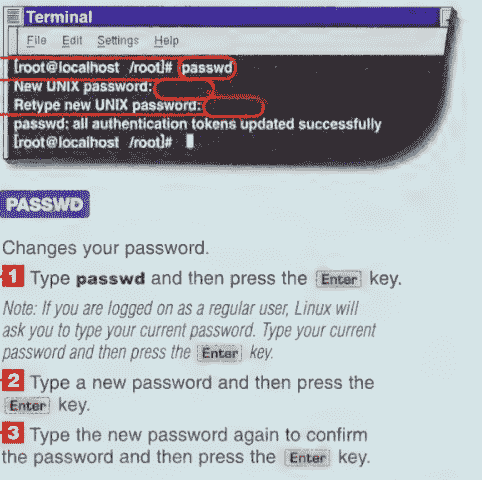 Terminal
File Edit Settings Help
[root@localhost /root]# passwd
New UNIX password:
Retype new UNIX password:
passwd: all authentication tokens updated successfully
[root@localhost /root]#
PASSWD
Changes your password.
1 Type passwd and then press the Enter key.
Note: If you are logged on as a regular user, Linux will
ask you to type your current password. Type your current
password and then press the Enter key.
2 Type a new password and then press the
Enter key.
3 Type the new password again to confirm
the password and then press the Enter key.